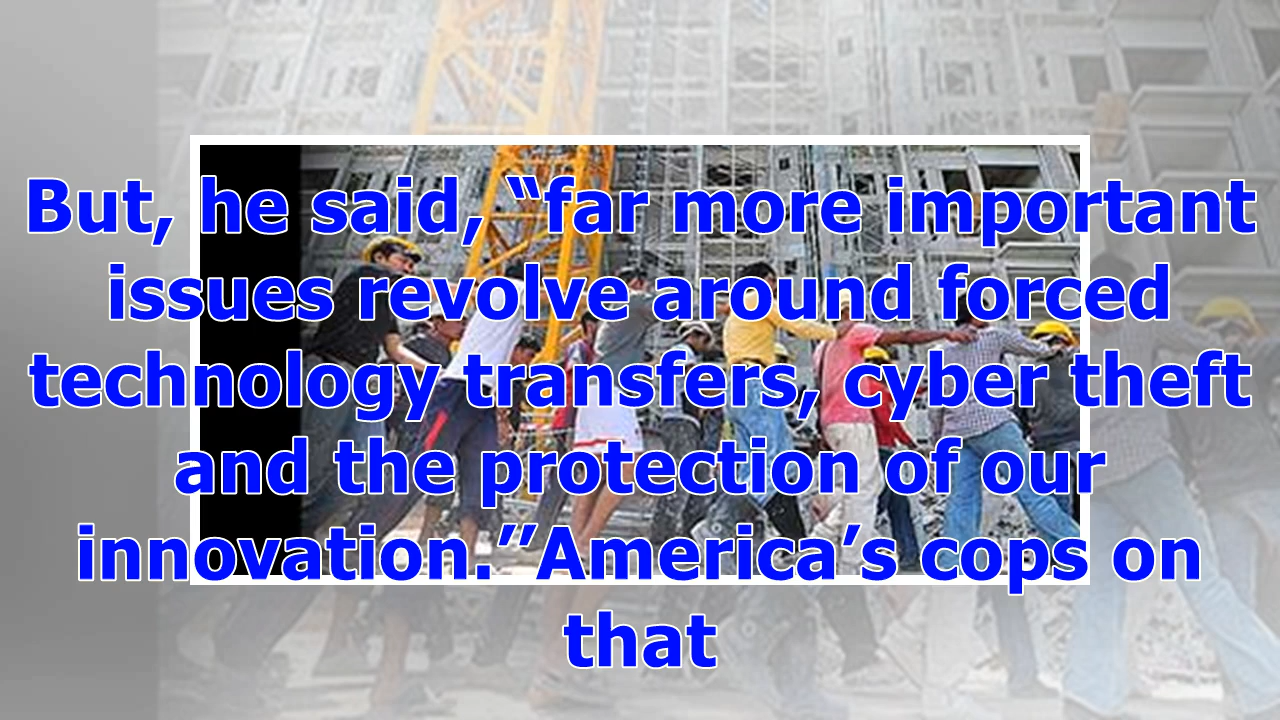 But, he said, “far more important
issues revolve around forced
technology transfers, cyber theft
and the protection of our
innovation.”America’s cops on
that